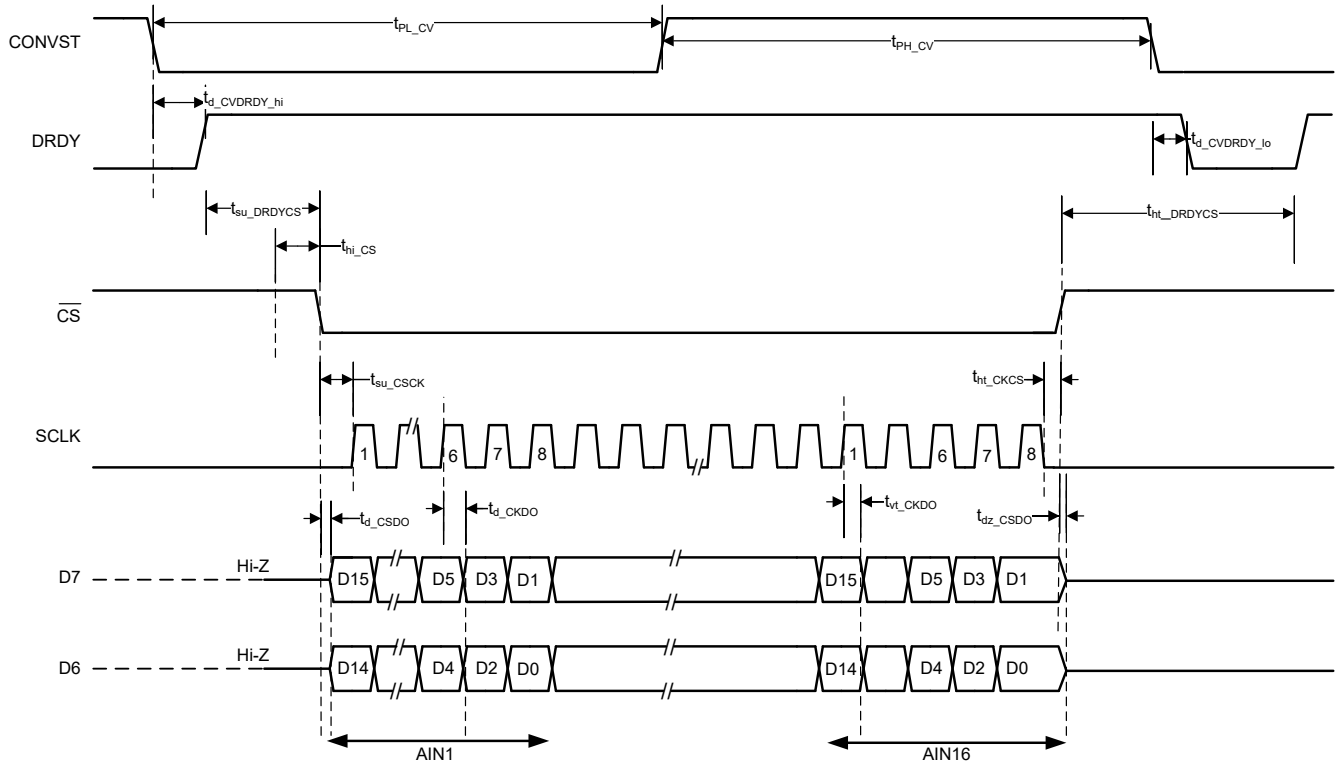 CONVST
tPL_CV
tPH_CV
td_CVDRDY_hi
DRDY
td_CVDRDY_lo
tsu_DRDYCS
tht_DRDYCS
thi_CS
CS
tsu_CSCK
tht_CKCS
SCLK
1 6 7 8 1 6 7 8
td_CSDO
td_CKDO
tvt_CKDO
tdz_CSDO
D7 Hi-Z D15 D5 D3 D1 D15 D5 D3 D1
D6 Hi-Z D14 D4 D2 D0 D14 D4 D2 D0
AIN1 AIN16